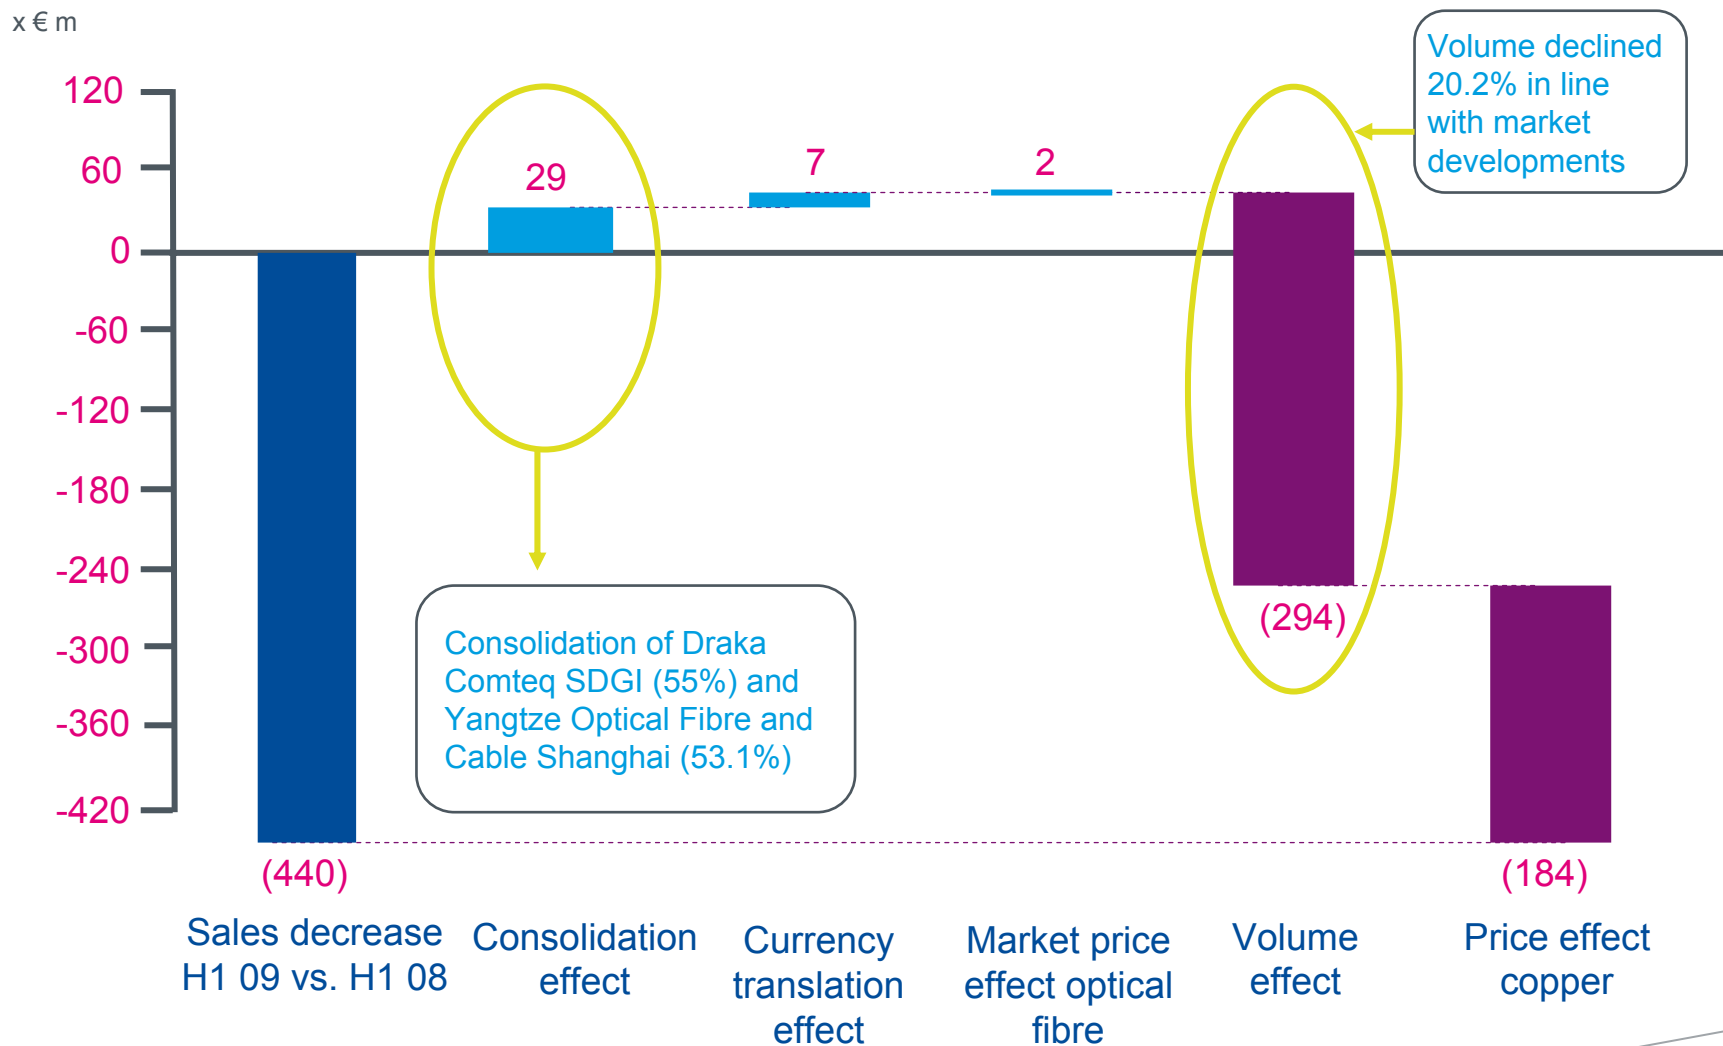 x € m
Volume declined
20.2% in line
with market
developments
120
60
0
-60
-120
-180
-240
-300
-360
-420
29
7
2
(294)
(440)
(184)
Consolidation of Draka
Comteq SDGI (55%) and
Yangtze Optical Fibre and
Cable Shanghai (53.1%)
Sales decrease
H1 09 vs. H1 08
Consolidation
effect
Currency
translation
effect
Market price
effect optical
fibre
Volume
effect
Price effect
copper